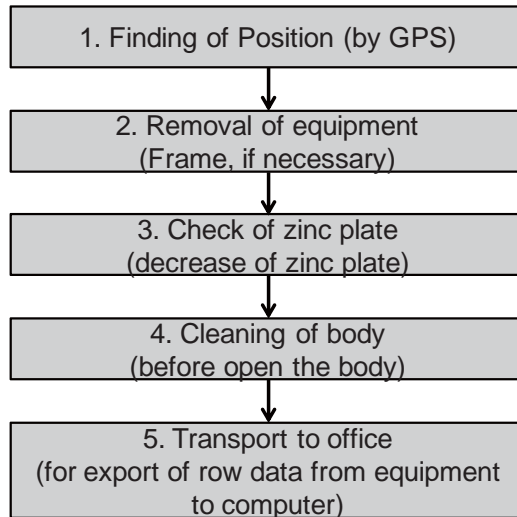 1. Finding of Position (by GPS)
2. Removal of equipment
(Frame, if necessary)
3. Check of zinc plate
(decrease of zinc plate)
4. Cleaning of body
(before open the body)
5. Transport to office
(for export of row data from equipment
to computer)